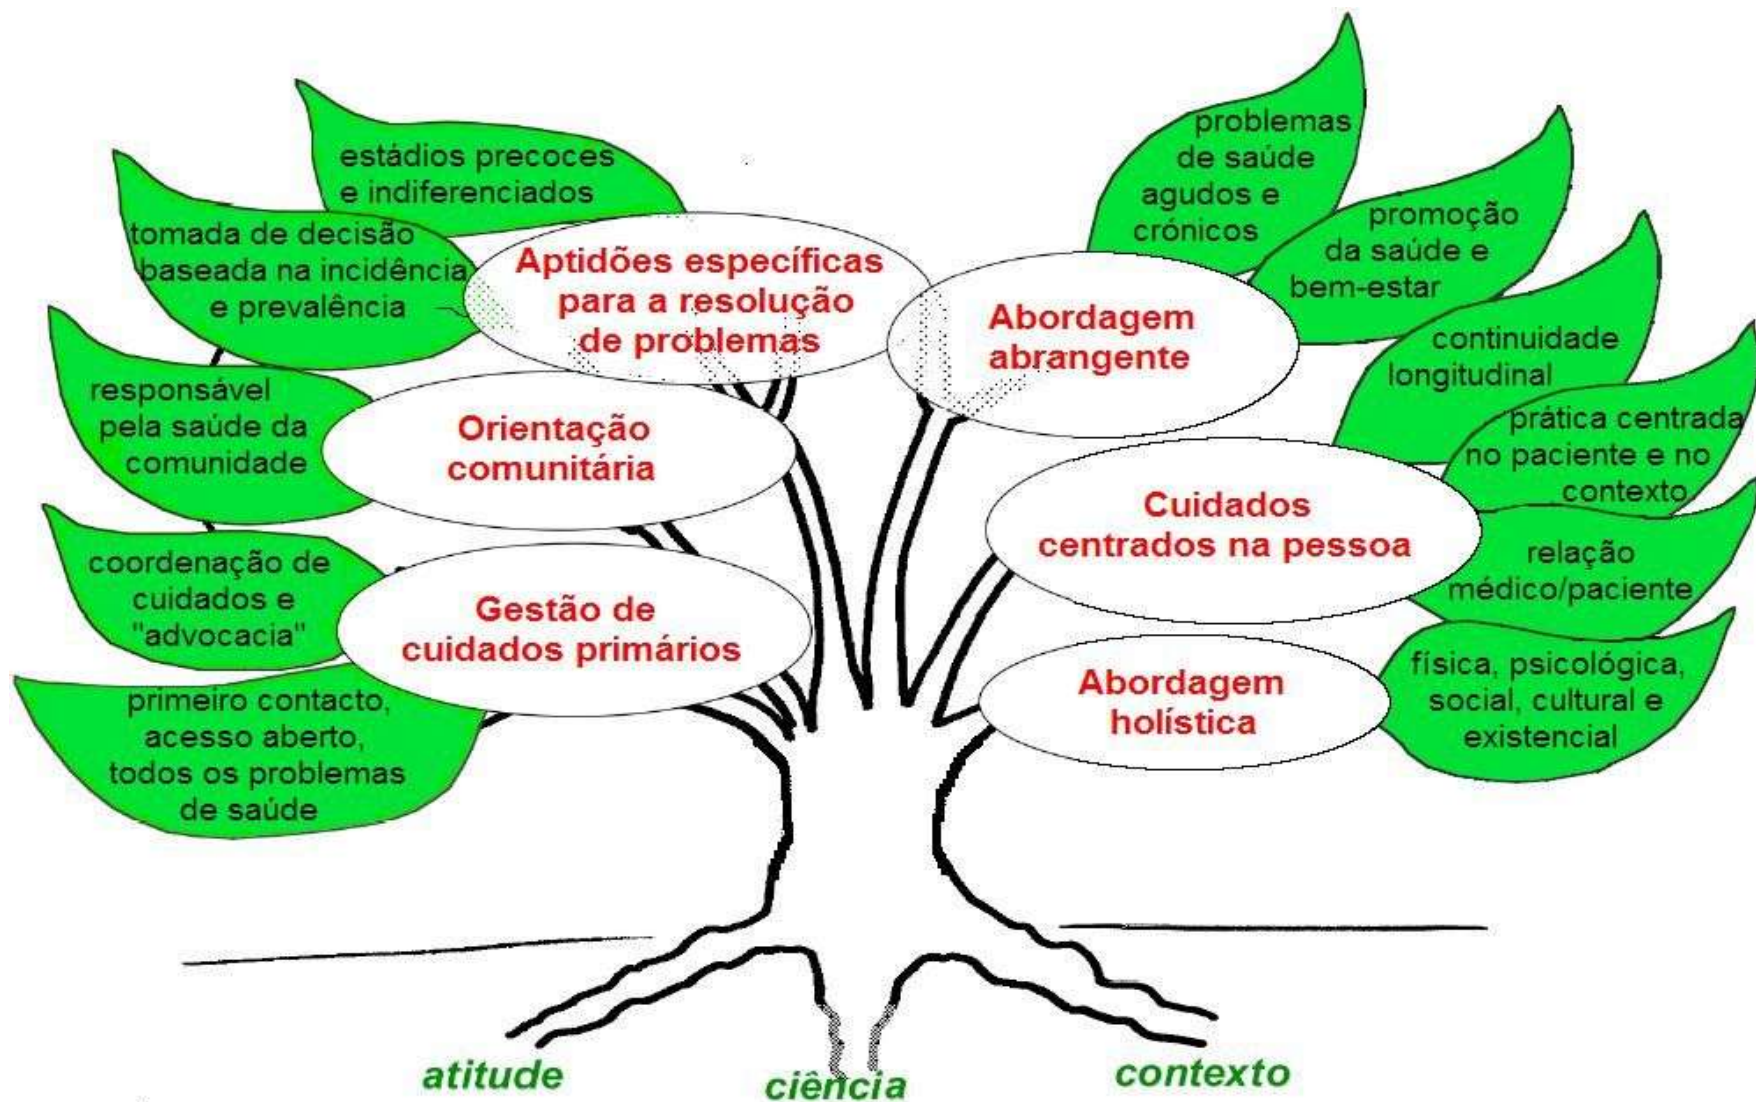 estádios precoces
e indiferenciados
tomada de decisão
baseada na incidência
e prevalência
Aptidões específicas
para a resolução
de problemas
responsável
pela saúde da
comunidade
Orientação
comunitária
coordenação de
cuidados e
"advocacia"
Gestão de
cuidados primários
primeiro contacto,
acesso aberto,
todos os problemas
de saúde
problemas
de saúde
agudos e
crónicos
promoção
da saúde e
bem-estar
Abordagem
abrangente
continuidade
longitudinal
prática centrada
no paciente e no
contexto
Cuidados
centrados na pessoa
relação
médico/paciente
Abordagem
holística
física, psicológica,
social, cultural e
existencial
atitude
ciência
contexto